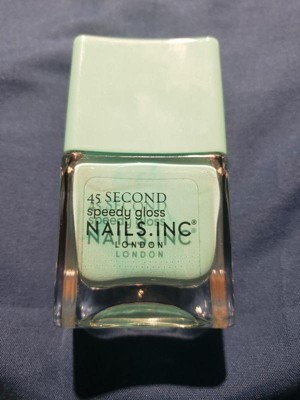 45 SECOND
speedy gloss
NAILS.INC®
LONDON